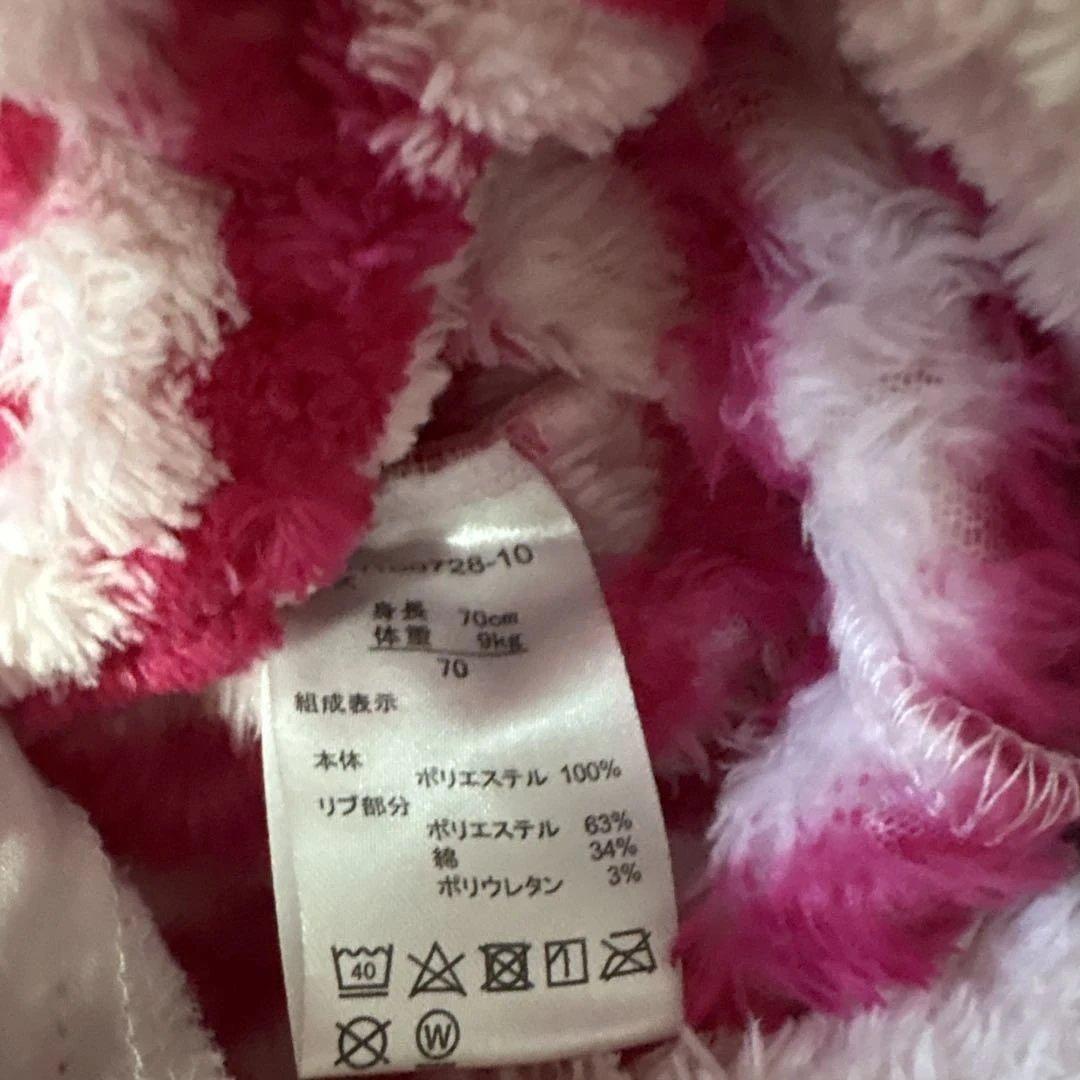 728-10
身長 70cm
体重 9kg
70
組成表示
本体
ポリエステル 100%
リブ部分
ポリエステル 63%
綿 34%
ポリウレタン 3%
40
W